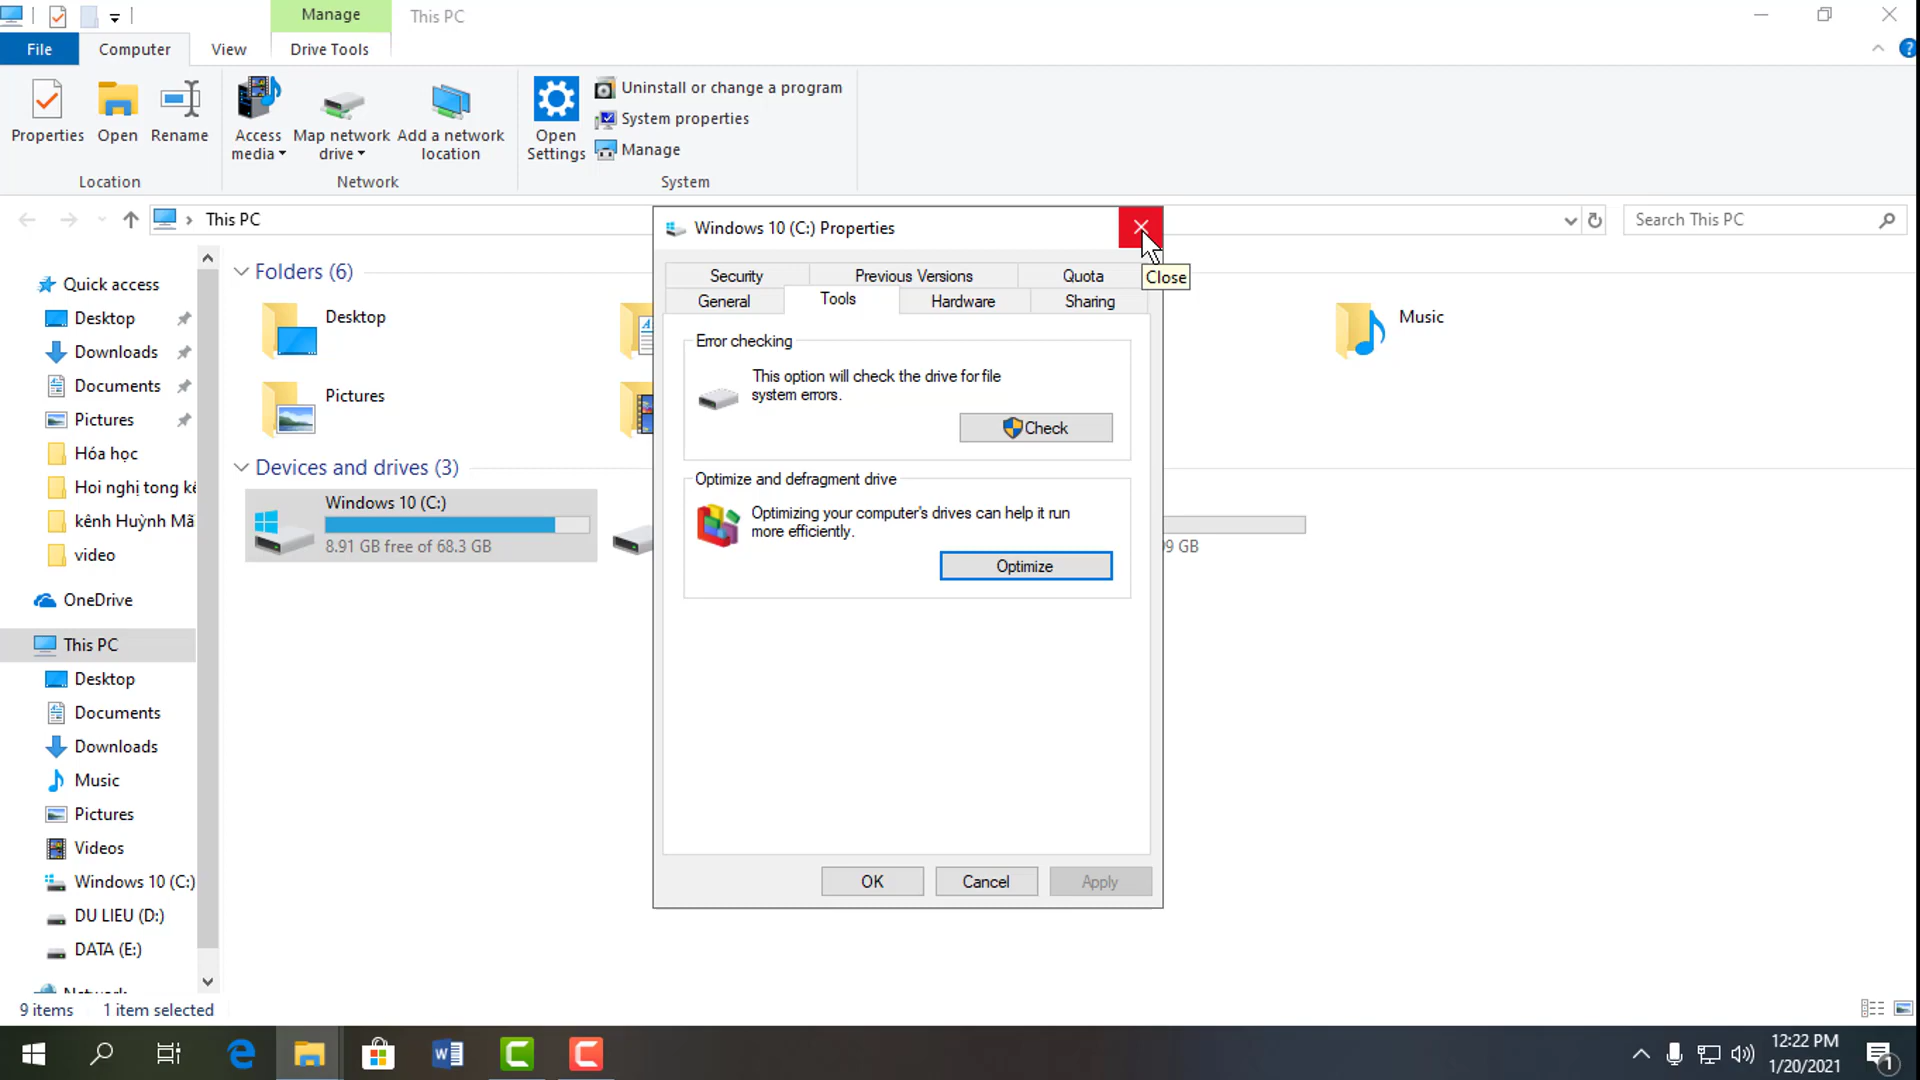 Manage
This PC
File
Computer
View
Drive Tools
Properties
Open
Rename
Access media
Map network drive
Add a network location
Open Settings
Uninstall or change a program
System properties
Manage
Location
Network
System
This PC
Search This PC
Quick access
Desktop
Downloads
Documents
Pictures
Hóa học
Hoi nghị tong kế
kênh Huỳnh Mã
video
OneDrive
This PC
Desktop
Documents
Downloads
Music
Pictures
Videos
Windows 10 (C:)
DU LIEU (D:)
DATA (E:)
Network
Folders (6)
Desktop
Pictures
Music
Devices and drives (3)
Windows 10 (C:)
8.91 GB free of 68.3 GB
GB
Windows 10 (C:) Properties
Close
Security
Previous Versions
Quota
General
Tools
Hardware
Sharing
Error checking
This option will check the drive for file
system errors.
Check
Optimize and defragment drive
Optimizing your computer's drives can help it run
more efficiently.
Optimize
OK
Cancel
Apply
9 items
1 item selected
12:22 PM
1/20/2021
1